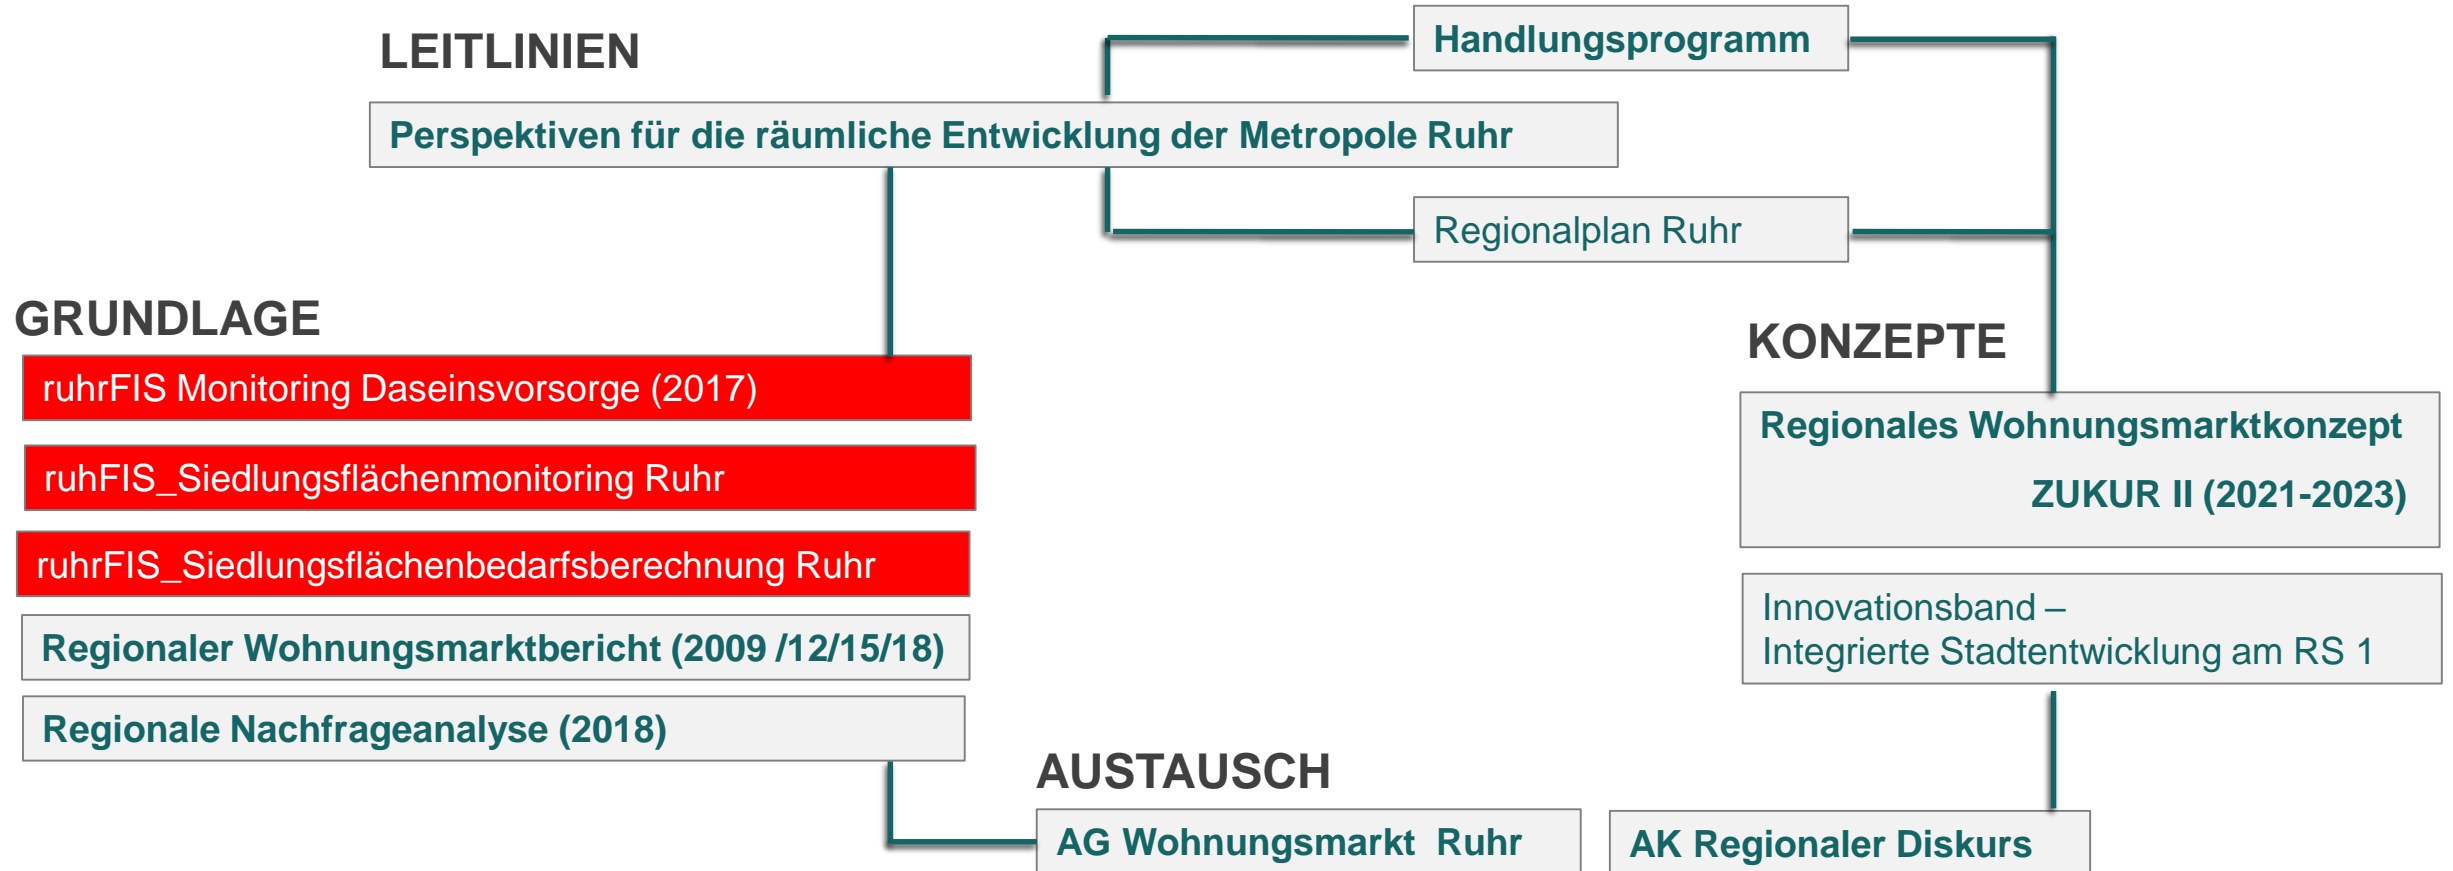 LEITLINIEN
Handlungsprogramm
Perspektiven für die räumliche Entwicklung der Metropole Ruhr
Regionalplan Ruhr
GRUNDLAGE
ruhrFIS Monitoring Daseinsvorsorge (2017)
ruhFIS_Siedlungsflächenmonitoring Ruhr
ruhrFIS_Siedlungsflächenbedarfsberechnung Ruhr
Regionaler Wohnungsmarktbericht (2009 /12/15/18)
Regionale Nachfrageanalyse (2018)
KONZEPTE
Regionales Wohnungsmarktkonzept
ZUKUR II (2021-2023)
Innovationsband –
Integrierte Stadtentwicklung am RS 1
AUSTAUSCH
AG Wohnungsmarkt Ruhr
AK Regionaler Diskurs